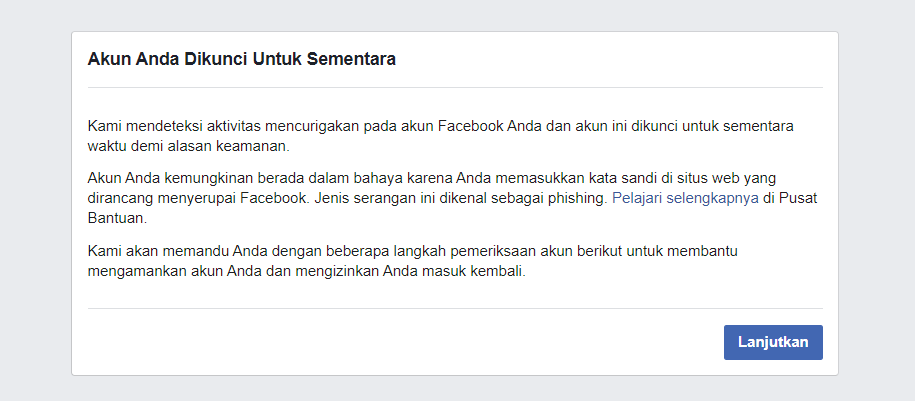 Akun Anda Dikunci Untuk Sementara
Kami mendeteksi aktivitas mencurigakan pada akun Facebook Anda dan akun ini dikunci untuk sementara
waktu demi alasan keamanan.
Akun Anda kemungkinan berada dalam bahaya karena Anda memasukkan kata sandi di situs web yang
dirancang menyerupai Facebook. Jenis serangan ini dikenal sebagai phishing. Pelajari selengkapnya di Pusat
Bantuan.
Kami akan memandu Anda dengan beberapa langkah pemeriksaan akun berikut untuk membantu
mengamankan akun Anda dan mengizinkan Anda masuk kembali.
Lanjutkan